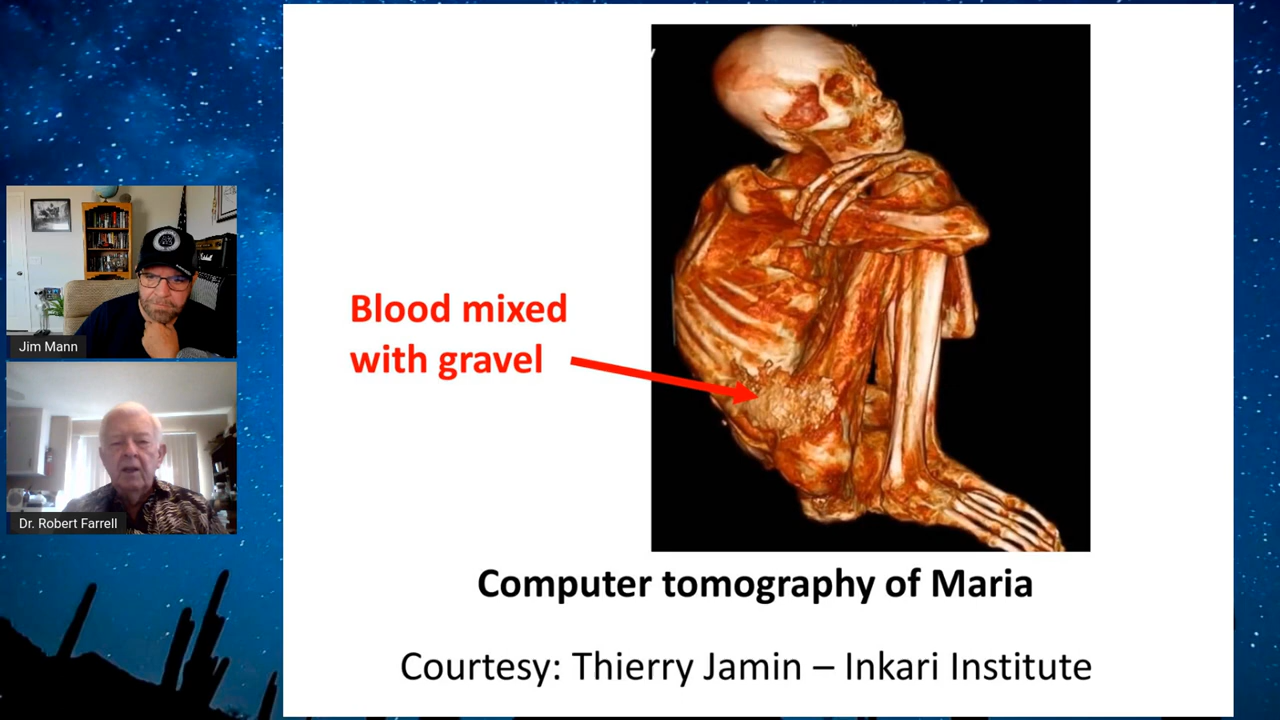 Jim Mann
Dr. Robert Farrell
Blood mixed
with gravel
Computer tomography of Maria
Courtesy: Thierry Jamin – Inkari Institute